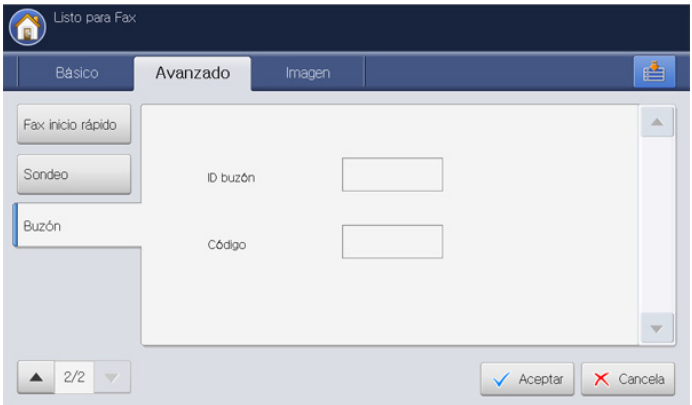 Listo para Fax
Básico
Avanzado
Imagen
Fax inicio rápido
Sondeo
Buzón
ID buzón
Código
2/2
Aceptar
Cancela